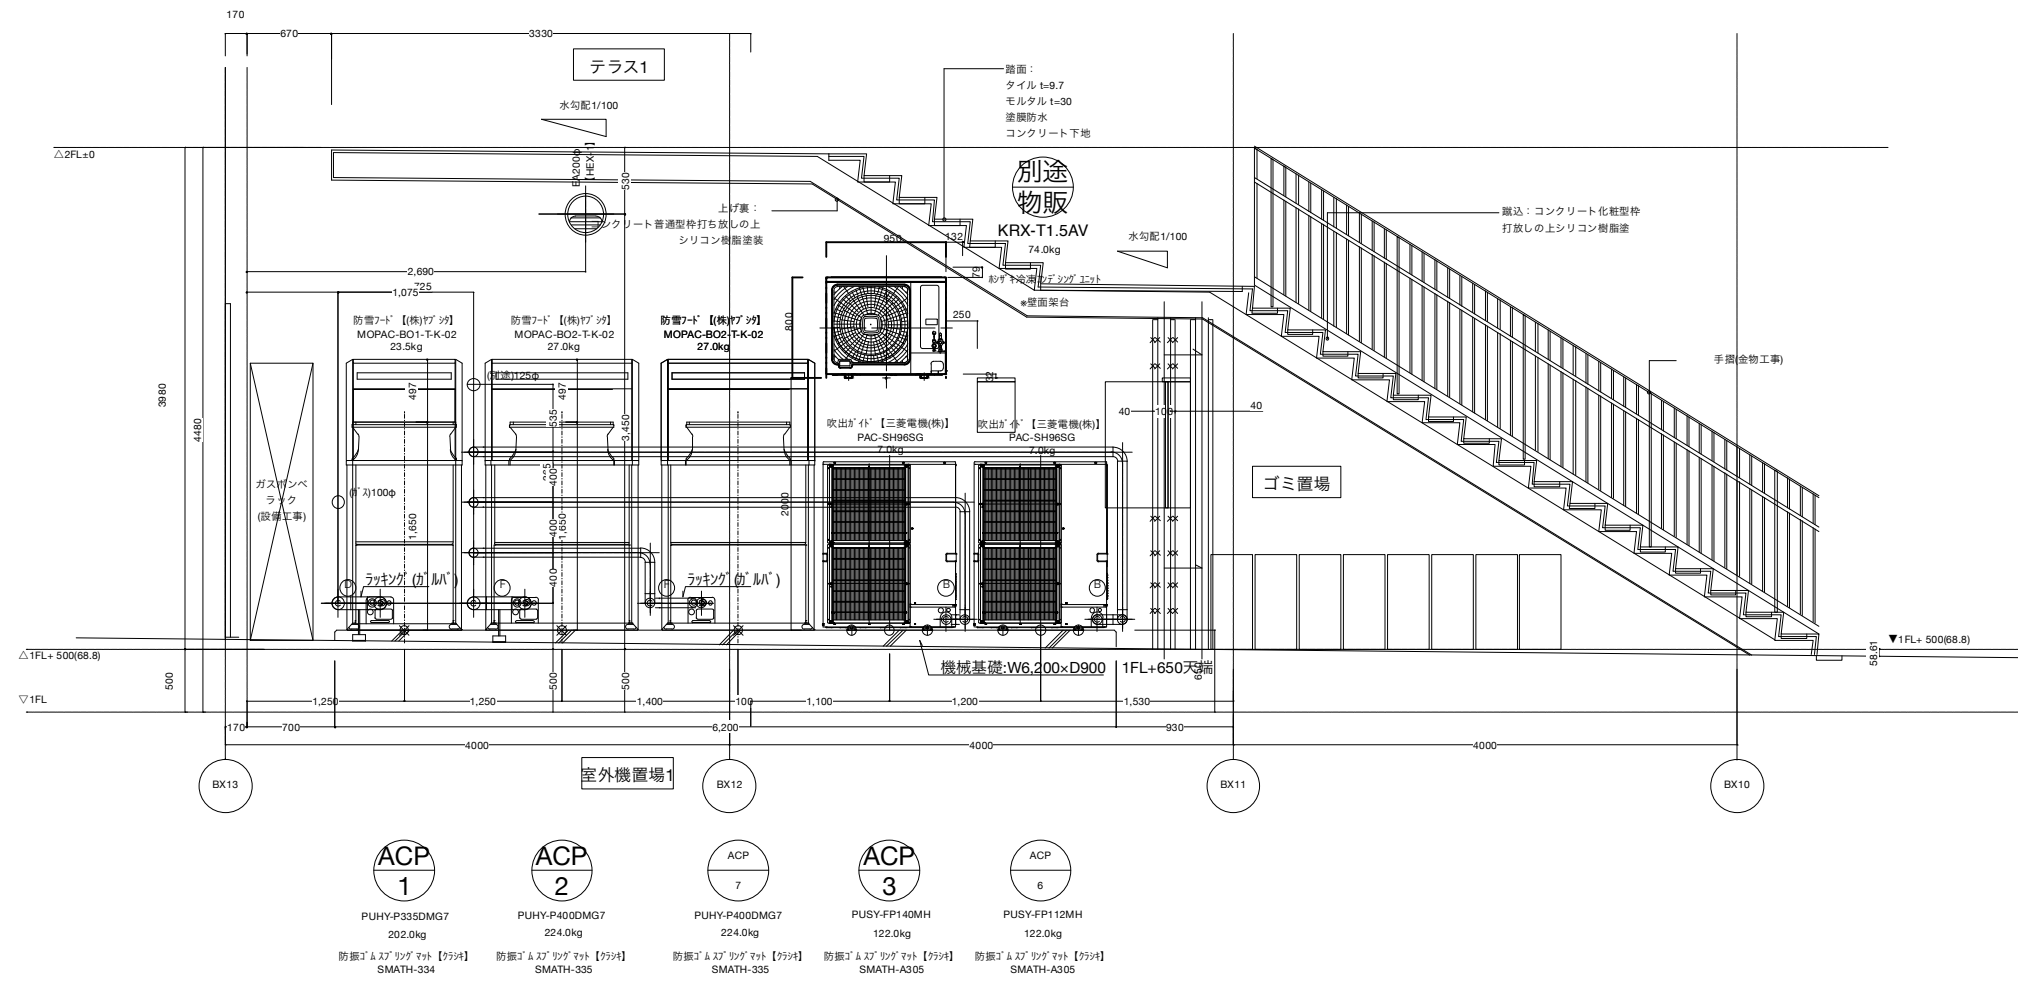 170
670
3330
テラス1
水勾配1/100
踏面：
タイル t=9.7
モルタル t=30
塗膜防水
コンクリート下地
△2FL±0
EA200φ
【HEX-1】
530
別途
物販
KRX-T1.5AV
74.0kg
上げ裏：
コンクリート普通型枠打ち放しの上
シリコン樹脂塗装
蹴込：コンクリート化粧型枠
打放しの上シリコン樹脂塗
水勾配1/100
950
132
79
ﾎｼｻﾞｷ冷凍ｺﾝﾃﾞﾝｼﾝｸﾞﾕﾆｯﾄ
※壁面架台
2,690
725
1,075
800
250
32
防雪ﾌｰﾄﾞ【(株)ﾔﾌﾞｼﾀ】
MOPAC-BO1-T-K-02
23.5kg
防雪ﾌｰﾄﾞ【(株)ﾔﾌﾞｼﾀ】
MOPAC-BO2-T-K-02
27.0kg
防雪ﾌｰﾄﾞ【(株)ﾔﾌﾞｼﾀ】
MOPAC-BO2-T-K-02
27.0kg
手摺(金物工事)
3980
4480
497
(別途)125φ
497
535
3,450
40
100
40
吹出ｶﾞｲﾄﾞ【三菱電機(株)】
PAC-SH96SG
7.0kg
吹出ｶﾞｲﾄﾞ【三菱電機(株)】
PAC-SH96SG
7.0kg
ガスボンベ
ラック
(設備工事)
(ｶﾞｽ)100φ
400
2000
ゴミ置場
1,650
400
1,650
400
D
ﾗｯｷﾝｸﾞ(ｶﾞﾙﾊﾞ)
F
F
ﾗｯｷﾝｸﾞ(ｶﾞﾙﾊﾞ)
B
B
△1FL+ 500(68.8)
▼1FL+ 500(68.8)
58.61
機械基礎:W6,200×D900　1FL+650天端
650
500
500
500
▽1FL
1,250
1,250
1,400
100
1,100
1,200
1,530
170
700
6,200
930
4000
4000
4000
BX13
室外機置場1
BX12
BX11
BX10
ACP
1
PUHY-P335DMG7
202.0kg
防振ｺﾞﾑｽﾌﾟﾘﾝｸﾞﾏｯﾄ【ｸﾗｼｷ】
SMATH-334
ACP
2
PUHY-P400DMG7
224.0kg
防振ｺﾞﾑｽﾌﾟﾘﾝｸﾞﾏｯﾄ【ｸﾗｼｷ】
SMATH-335
ACP
7
PUHY-P400DMG7
224.0kg
防振ｺﾞﾑｽﾌﾟﾘﾝｸﾞﾏｯﾄ【ｸﾗｼｷ】
SMATH-335
ACP
3
PUSY-FP140MH
122.0kg
防振ｺﾞﾑｽﾌﾟﾘﾝｸﾞﾏｯﾄ【ｸﾗｼｷ】
SMATH-A305
ACP
6
PUSY-FP112MH
122.0kg
防振ｺﾞﾑｽﾌﾟﾘﾝｸﾞﾏｯﾄ【ｸﾗｼｷ】
SMATH-A305